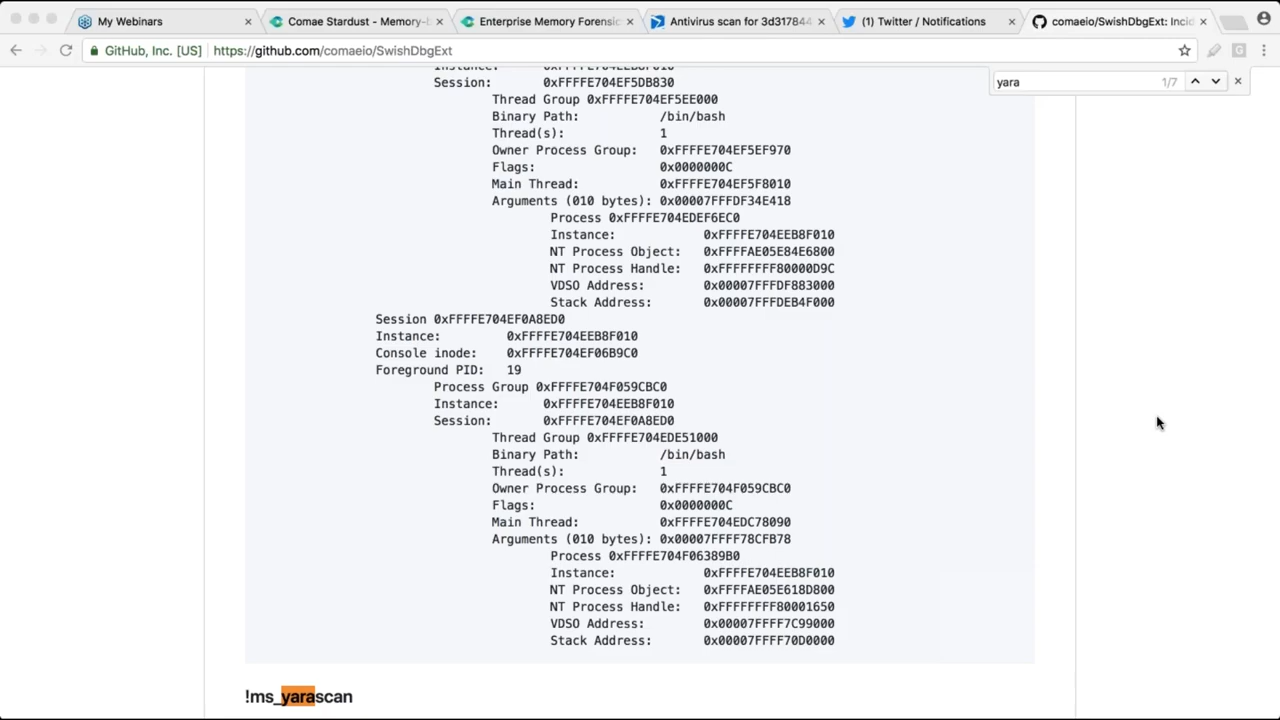 My Webinars
Comae Stardust - Memory-b
Enterprise Memory Forensic
Antivirus scan for 3d317844
(1) Twitter / Notifications
comaeio/SwishDbgExt: Incid
GitHub, Inc. [US] https://github.com/comaeio/SwishDbgExt
yara 1/7
Instance: 0xFFFFE704EEB8F010
Session: 0xFFFFE704EF5DB830
Thread Group 0xFFFFE704EF5EE000
Binary Path: /bin/bash
Thread(s): 1
Owner Process Group: 0xFFFFE704EF5EF970
Flags: 0x0000000C
Main Thread: 0xFFFFE704EF5F8010
Arguments (010 bytes): 0x00007FFFDF34E418
Process 0xFFFFE704EDEF6EC0
Instance: 0xFFFFE704EEB8F010
NT Process Object: 0xFFFFAE05E84E6800
NT Process Handle: 0xFFFFFFFF80000D9C
VDSO Address: 0x00007FFFDF883000
Stack Address: 0x00007FFFDEB4F000
Session 0xFFFFE704EF0A8ED0
Instance: 0xFFFFE704EEB8F010
Console inode: 0xFFFFE704EF06B9C0
Foreground PID: 19
Process Group 0xFFFFE704F059CBC0
Instance: 0xFFFFE704EEB8F010
Session: 0xFFFFE704EF0A8ED0
Thread Group 0xFFFFE704EDE51000
Binary Path: /bin/bash
Thread(s): 1
Owner Process Group: 0xFFFFE704F059CBC0
Flags: 0x0000000C
Main Thread: 0xFFFFE704EDC78090
Arguments (010 bytes): 0x00007FFFF78CFB78
Process 0xFFFFE704F06389B0
Instance: 0xFFFFE704EEB8F010
NT Process Object: 0xFFFFAE05E618D800
NT Process Handle: 0xFFFFFFFF80001650
VDSO Address: 0x00007FFFF7C99000
Stack Address: 0x00007FFFF70D0000
!ms_yarascan